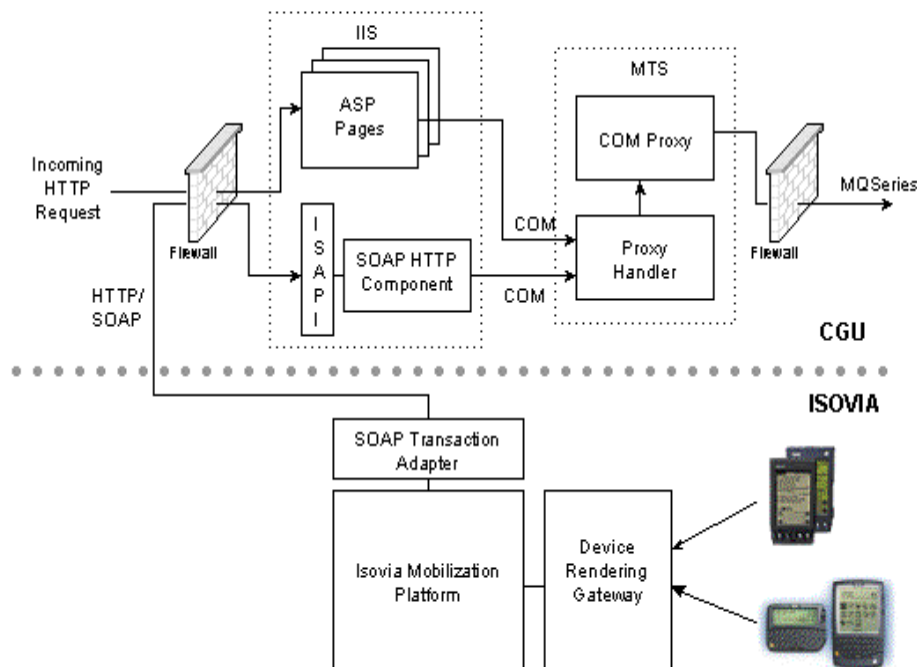 IIS
MTS
ASP
Pages
COM Proxy
Incoming
HTTP
Request
MQSeries
Firewall
Firewall
I
S
A
P
I
SOAP HTTP
Component
COM
COM
Proxy
Handler
HTTP/
SOAP
CGU
ISOVIA
SOAP Transaction
Adapter
Isovia Mobilization
Platform
Device
Rendering
Gateway